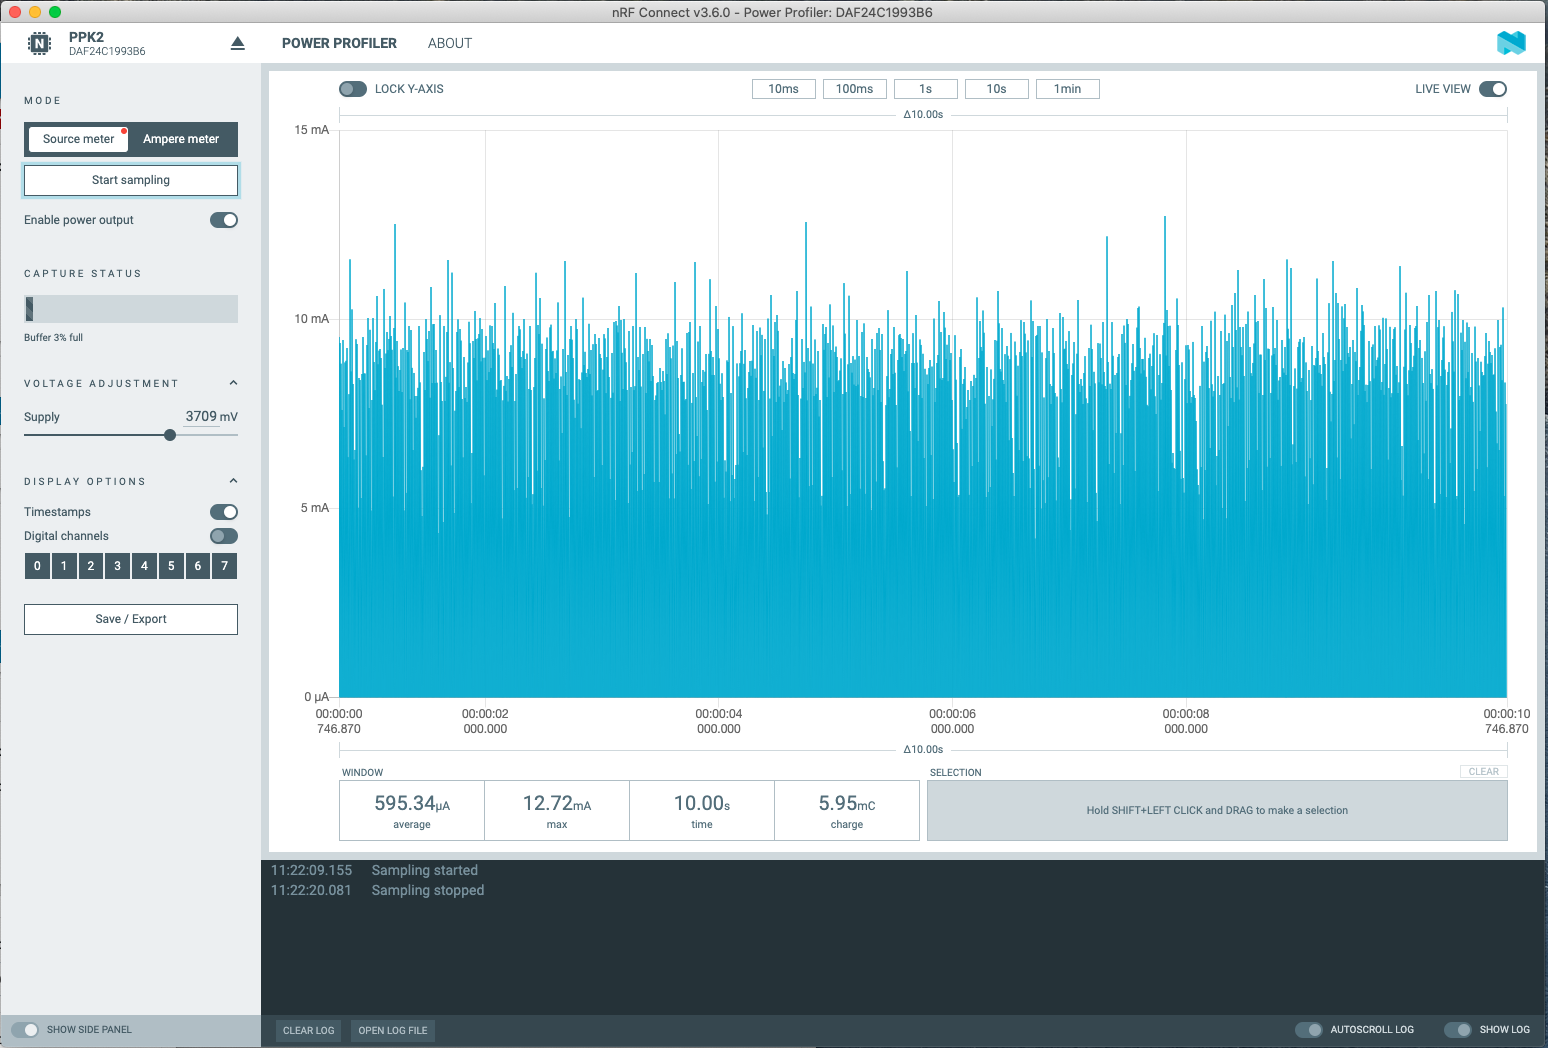 nRF Connect v3.6.0 - Power Profiler: DAF24C1993B6
PPK2
DAF24C1993B6
POWER PROFILER
ABOUT
MODE
Source meter
Ampere meter
Start sampling
Enable power output
CAPTURE STATUS
Buffer 3% full
VOLTAGE ADJUSTMENT
Supply
3709 mV
DISPLAY OPTIONS
Timestamps
Digital channels
0 1 2 3 4 5 6 7
Save / Export
LOCK Y-AXIS
10ms
100ms
1s
10s
1min
LIVE VIEW
Δ10.00s
15 mA
10 mA
5 mA
0 µA
00:00:00
746.870
00:00:02
000.000
00:00:04
000.000
00:00:06
000.000
00:00:08
000.000
00:00:10
746.870
Δ10.00s
WINDOW
595.34µA
average
12.72mA
max
10.00s
time
5.95mC
charge
SELECTION
CLEAR
Hold SHIFT+LEFT CLICK and DRAG to make a selection
11:22:09.155 Sampling started
11:22:20.081 Sampling stopped
SHOW SIDE PANEL
CLEAR LOG
OPEN LOG FILE
AUTOSCROLL LOG
SHOW LOG